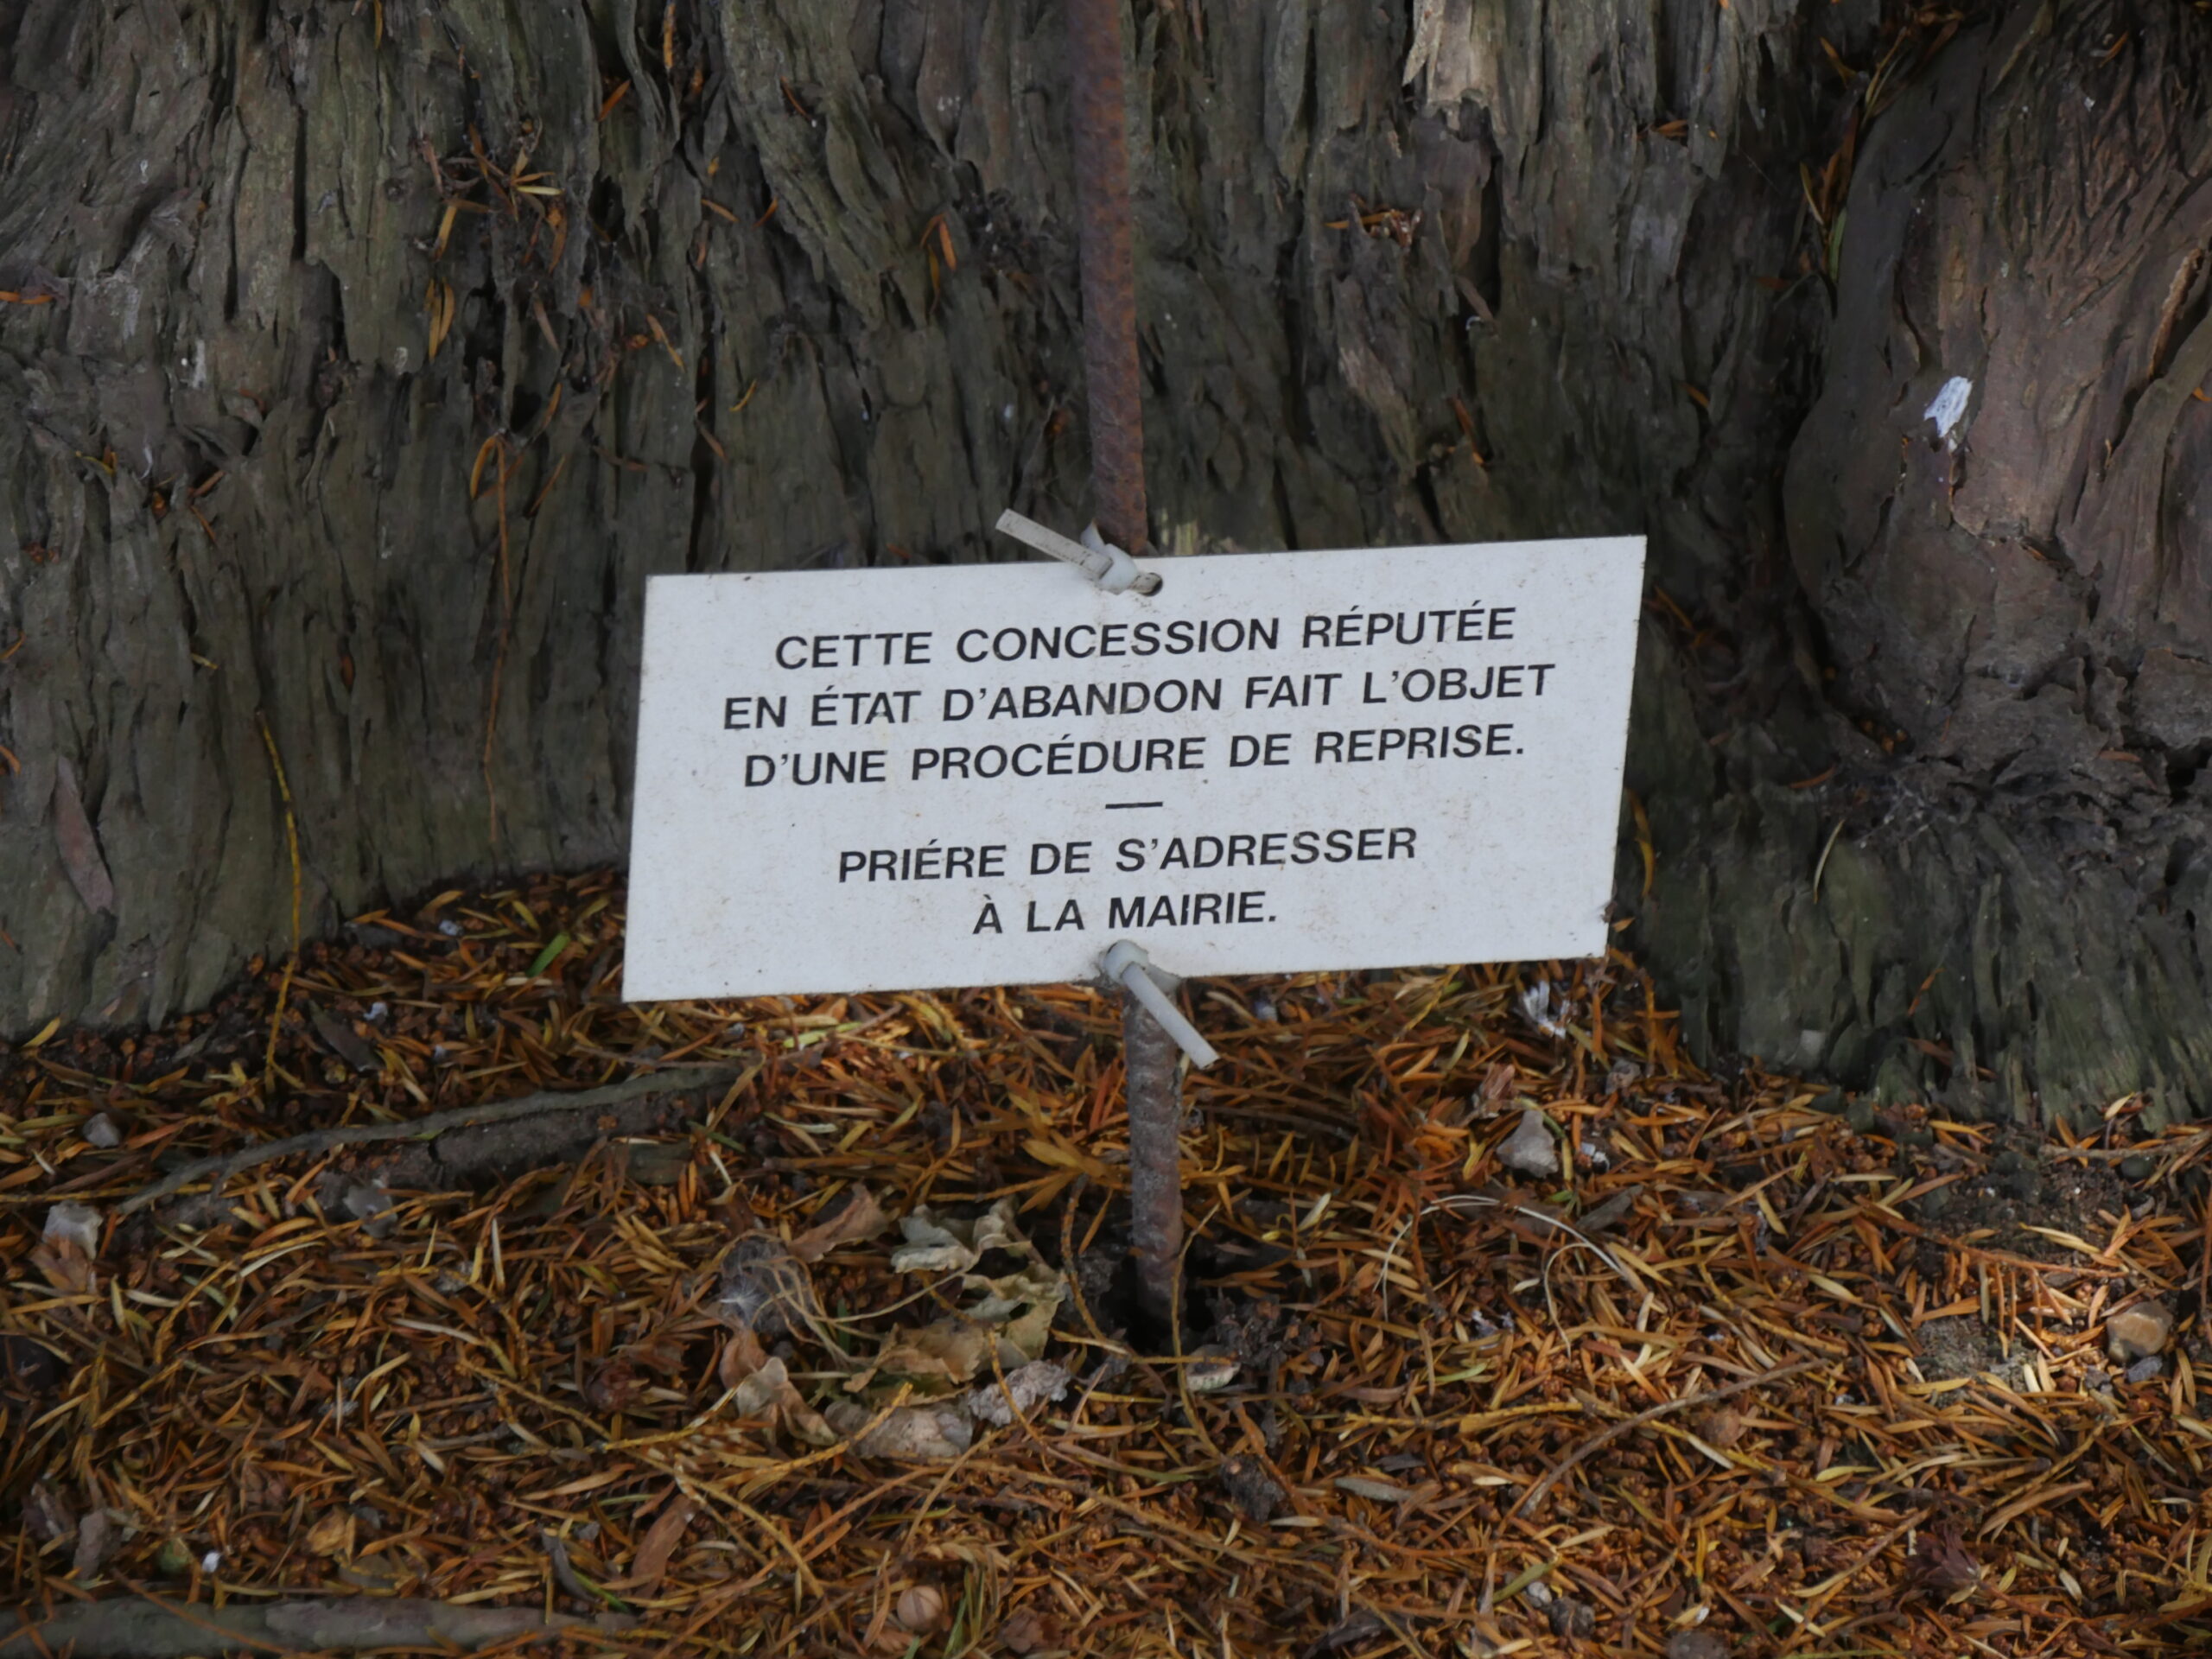 CETTE CONCESSION RÉPUTÉE
EN ÉTAT D'ABANDON FAIT L'OBJET
D'UNE PROCÉDURE DE REPRISE.
—
PRIÉRE DE S'ADRESSER
À LA MAIRIE.